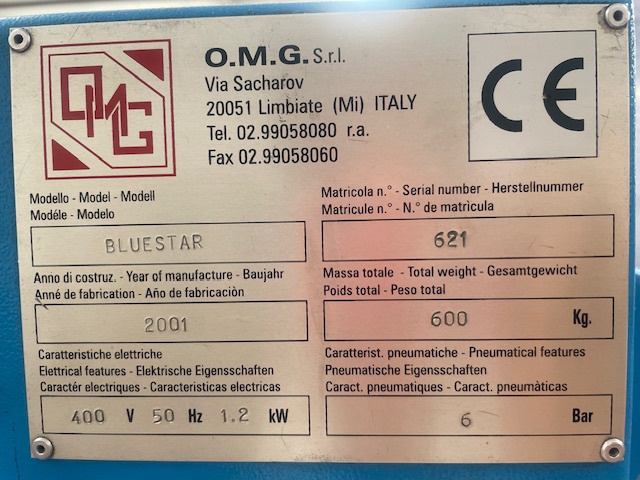 OMG
O.M.G. S.r.l.
Via Sacharov
20051 Limbiate (Mi) ITALY
Tel. 02.99058080 r.a.
Fax 02.99058060
CE
Modello - Model - Modell
Modéle - Modelo
BLUESTAR
Matricola n.° - Serial number - Herstellnummer
Matricule n.° - N.° de matrìcula
621
Anno di costruz. - Year of manufacture - Baujahr
Anné de fabrication - Año de fabricaciòn
2001
Massa totale - Total weight - Gesamtgewicht
Poids total - Peso total
600 Kg.
Caratteristiche elettriche
Elettrical features - Elektrische Eigensschaften
Caractér electriques - Caracteristicas electricas
400 V 50 Hz 1.2 kW
Caratterist. pneumatiche - Pneumatical features
Pneumatische Eigensschaften
Caract. pneumatiques - Caract. pneumàticas
6 Bar